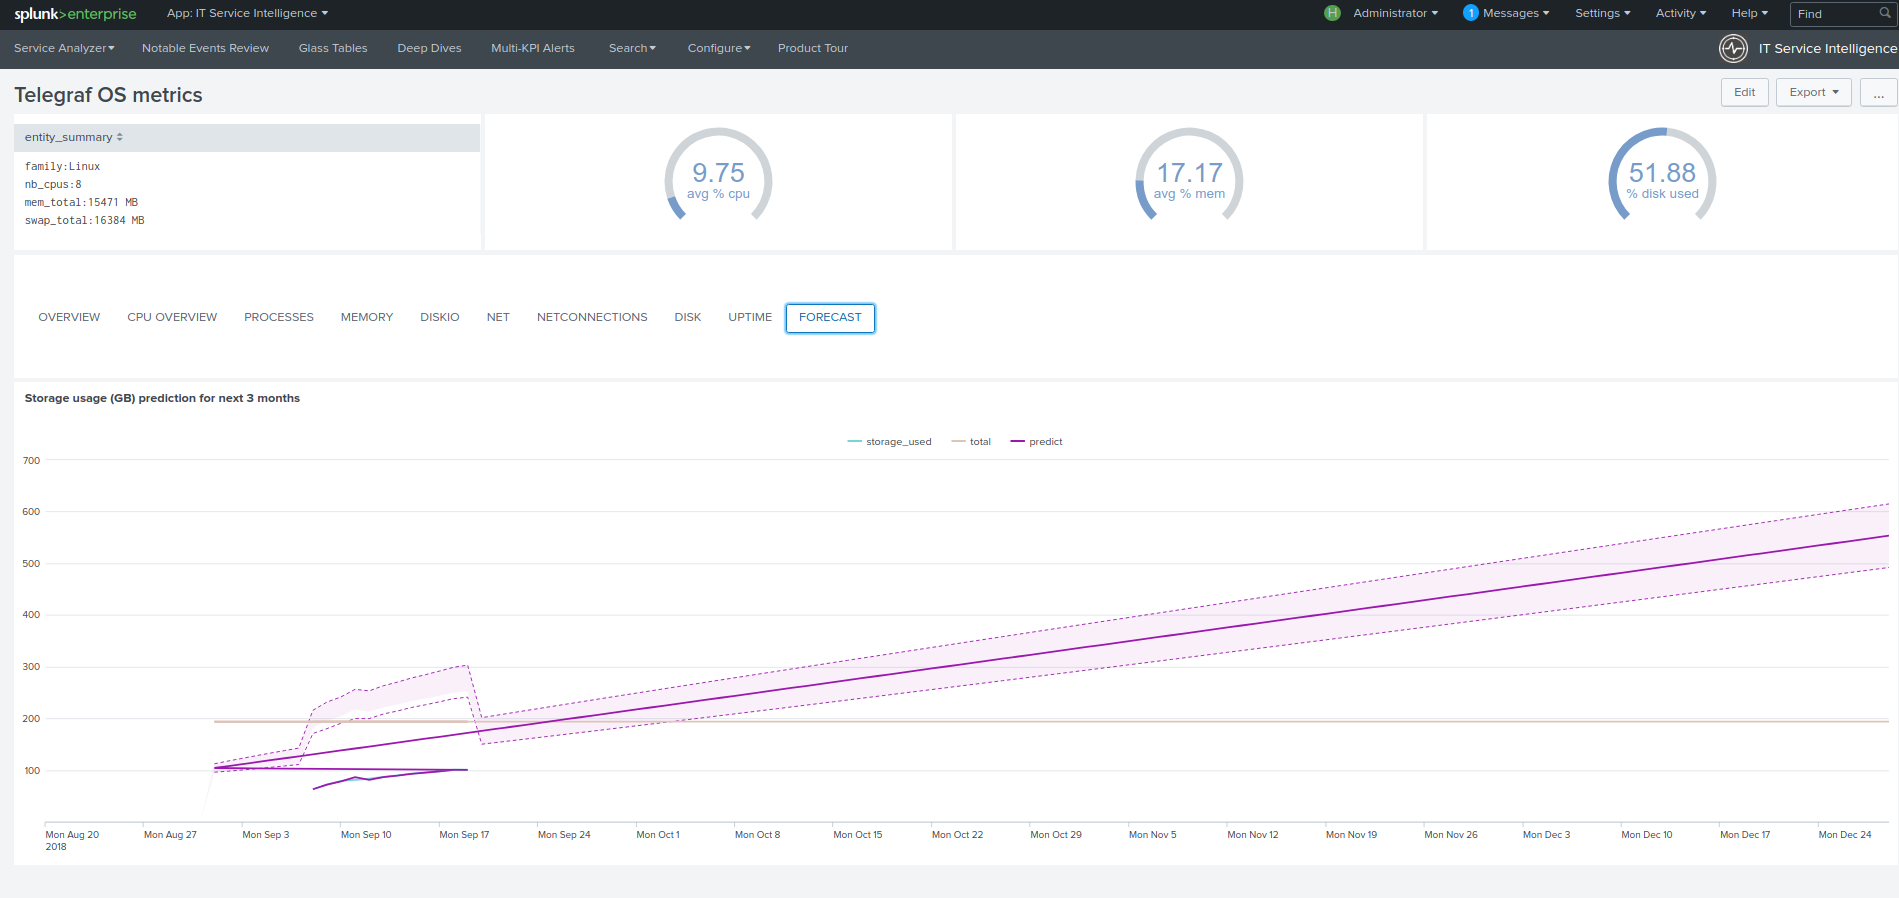 splunk>enterprise App: IT Service Intelligence H Administrator 1 Messages Settings Activity Help Find
Service Analyzer Notable Events Review Glass Tables Deep Dives Multi-KPI Alerts Search Configure Product Tour IT Service Intelligence
Telegraf OS metrics Edit Export ...
entity_summary
family:Linux
nb_cpus:8
mem_total:15471 MB
swap_total:16384 MB
9.75
avg % cpu
17.17
avg % mem
51.88
% disk used
OVERVIEW CPU OVERVIEW PROCESSES MEMORY DISKIO NET NETCONNECTIONS DISK UPTIME FORECAST
Storage usage (GB) prediction for next 3 months
storage_used total predict
700
600
500
400
300
200
100
Mon Aug 20 Mon Aug 27 Mon Sep 3 Mon Sep 10 Mon Sep 17 Mon Sep 24 Mon Oct 1 Mon Oct 8 Mon Oct 15 Mon Oct 22 Mon Oct 29 Mon Nov 5 Mon Nov 12 Mon Nov 19 Mon Nov 26 Mon Dec 3 Mon Dec 10 Mon Dec 17 Mon Dec 24
2018